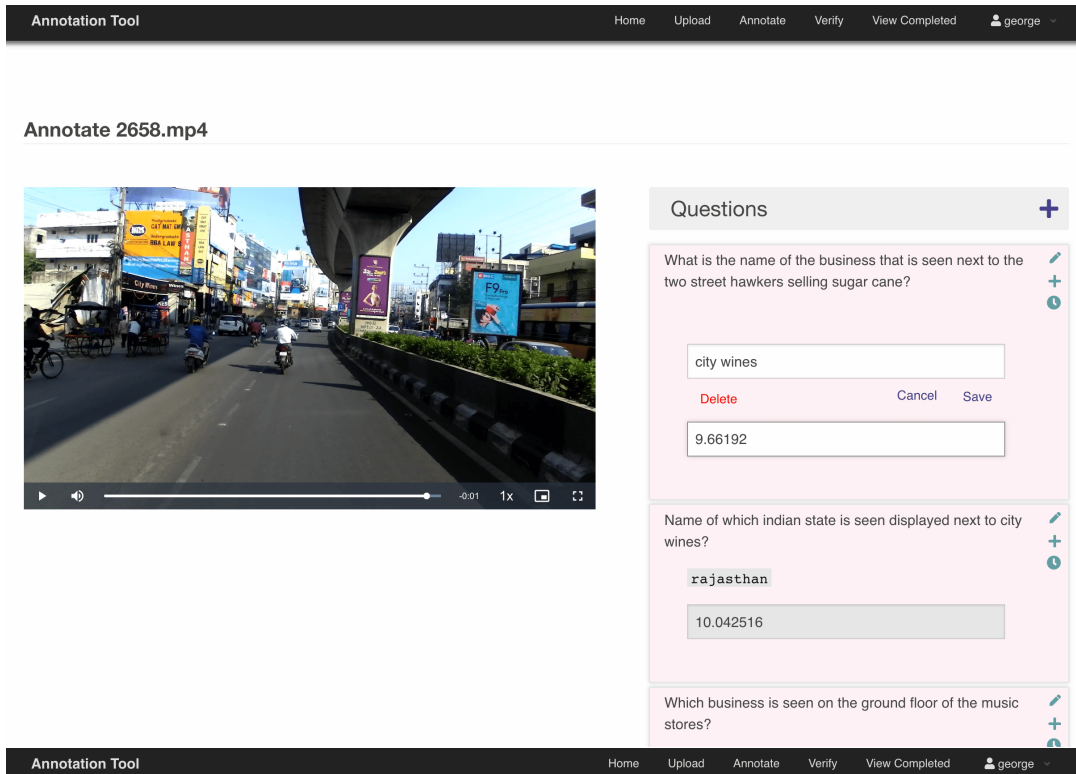 Annotation Tool
Home Upload Annotate Verify View Completed george
Annotate 2658.mp4
City Wines
F9
-0:01 1x
Questions
What is the name of the business that is seen next to the
two street hawkers selling sugar cane?
city wines
Delete Cancel Save
9.66192
Name of which indian state is seen displayed next to city
wines?
rajasthan
10.042516
Which business is seen on the ground floor of the music
stores?
Annotation Tool
Home Upload Annotate Verify View Completed george